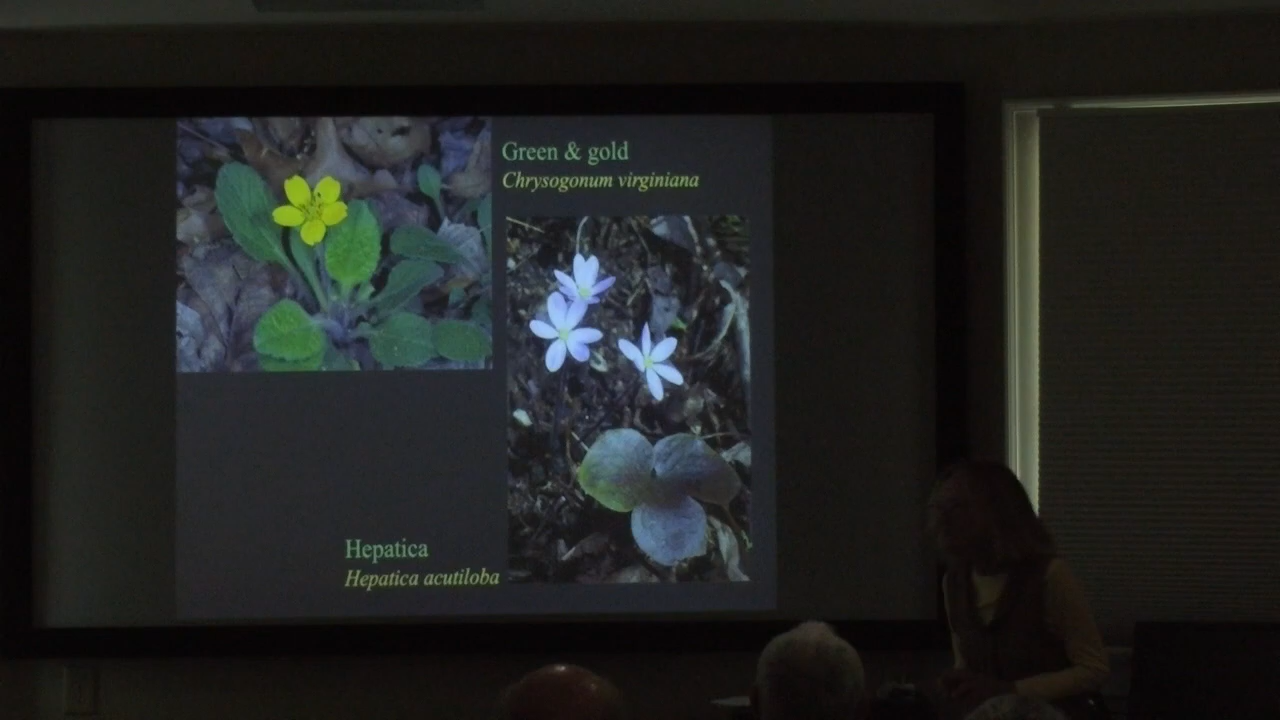 Green & gold
Chrysogonum virginiana
Hepatica
Hepatica acutiloba